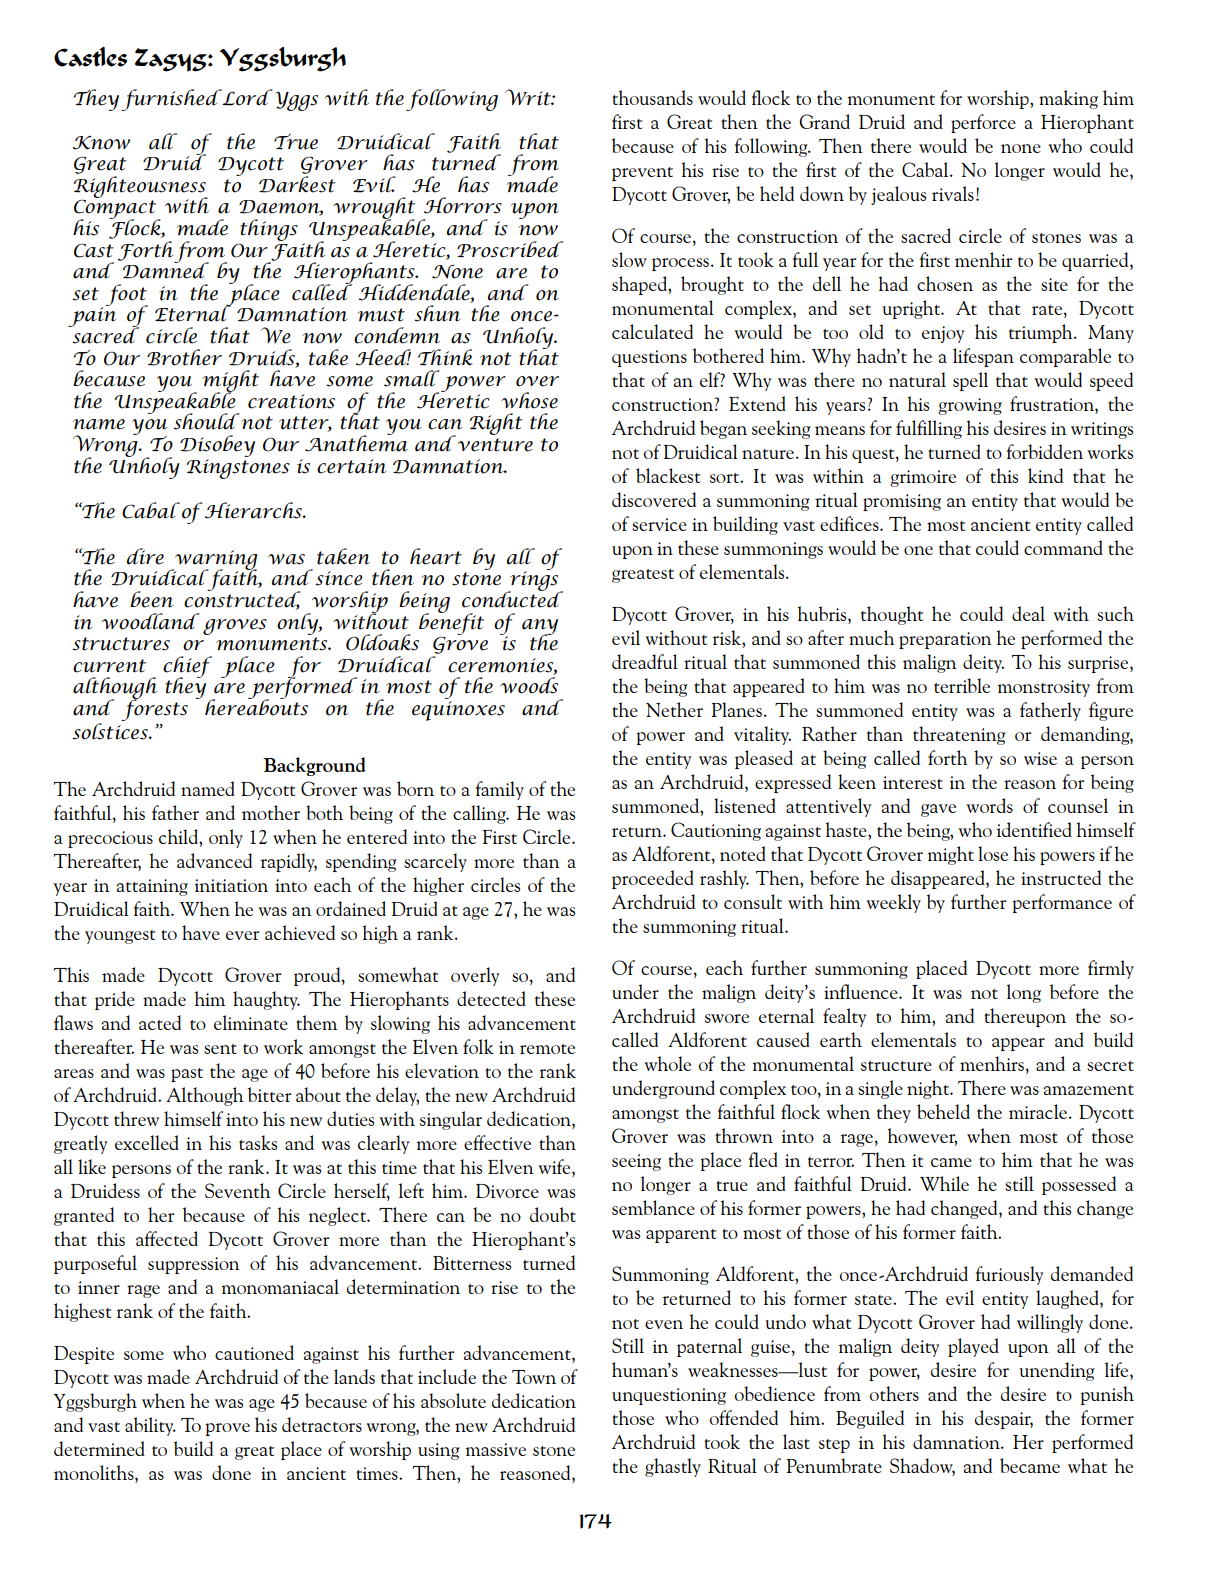 Castles Zagyg: Yggsburgh
They furnished Lord Yggs with the following Writ:
Know all of the True Druidical Faith that
Great Druid Dycott Grover has turned from
Righteousness to Darkest Evil. He has made
Compact with a Daemon, wrought Horrors upon
his Flock, made things Unspeakable, and is now
Cast Forth from Our Faith as a Heretic, Proscribed
and Damned by the Hierophants. None are to
set foot in the place called Hiddendale, and on
pain of Eternal Damnation must shun the once-
sacred circle that We now condemn as Unholy.
To Our Brother Druids, take Heed! Think not that
because you might have some small power over
the Unspeakable creations of the Heretic whose
name you should not utter, that you can Right the
Wrong. To Disobey Our Anathema and venture to
the Unholy Ringstones is certain Damnation.
“The Cabal of Hierarchs.
“The dire warning was taken to heart by all of
the Druidical faith, and since then no stone rings
have been constructed, worship being conducted
in woodland groves only, without benefit of any
structures or monuments. Oldoaks Grove is the
current chief place for Druidical ceremonies,
although they are performed in most of the woods
and forests hereabouts on the equinoxes and
solstices.”
Background
The Archdruid named Dycott Grover was born to a family of the
faithful, his father and mother both being of the calling. He was
a precocious child, only 12 when he entered into the First Circle.
Thereafter, he advanced rapidly, spending scarcely more than a
year in attaining initiation into each of the higher circles of the
Druidical faith. When he was an ordained Druid at age 27, he was
the youngest to have ever achieved so high a rank.
This made Dycott Grover proud, somewhat overly so, and
that pride made him haughty. The Hierophants detected these
flaws and acted to eliminate them by slowing his advancement
thereafter. He was sent to work amongst the Elven folk in remote
areas and was past the age of 40 before his elevation to the rank
of Archdruid. Although bitter about the delay, the new Archdruid
Dycott threw himself into his new duties with singular dedication,
greatly excelled in his tasks and was clearly more effective than
all like persons of the rank. It was at this time that his Elven wife,
a Druidess of the Seventh Circle herself, left him. Divorce was
granted to her because of his neglect. There can be no doubt
that this affected Dycott Grover more than the Hierophant’s
purposeful suppression of his advancement. Bitterness turned
to inner rage and a monomaniacal determination to rise to the
highest rank of the faith.
Despite some who cautioned against his further advancement,
Dycott was made Archdruid of the lands that include the Town of
Yggsburgh when he was age 45 because of his absolute dedication
and vast ability. To prove his detractors wrong, the new Archdruid
determined to build a great place of worship using massive stone
monoliths, as was done in ancient times. Then, he reasoned,
thousands would flock to the monument for worship, making him
first a Great then the Grand Druid and perforce a Hierophant
because of his following. Then there would be none who could
prevent his rise to the first of the Cabal. No longer would he,
Dycott Grover, be held down by jealous rivals!
Of course, the construction of the sacred circle of stones was a
slow process. It took a full year for the first menhir to be quarried,
shaped, brought to the dell he had chosen as the site for the
monumental complex, and set upright. At that rate, Dycott
calculated he would be too old to enjoy his triumph. Many
questions bothered him. Why hadn’t he a lifespan comparable to
that of an elf? Why was there no natural spell that would speed
construction? Extend his years? In his growing frustration, the
Archdruid began seeking means for fulfilling his desires in writings
not of Druidical nature. In his quest, he turned to forbidden works
of blackest sort. It was within a grimoire of this kind that he
discovered a summoning ritual promising an entity that would be
of service in building vast edifices. The most ancient entity called
upon in these summonings would be one that could command the
greatest of elementals.
Dycott Grover, in his hubris, thought he could deal with such
evil without risk, and so after much preparation he performed the
dreadful ritual that summoned this malign deity. To his surprise,
the being that appeared to him was no terrible monstrosity from
the Nether Planes. The summoned entity was a fatherly figure
of power and vitality. Rather than threatening or demanding,
the entity was pleased at being called forth by so wise a person
as an Archdruid, expressed keen interest in the reason for being
summoned, listened attentively and gave words of counsel in
return. Cautioning against haste, the being, who identified himself
as Aldforent, noted that Dycott Grover might lose his powers if he
proceeded rashly. Then, before he disappeared, he instructed the
Archdruid to consult with him weekly by further performance of
the summoning ritual.
Of course, each further summoning placed Dycott more firmly
under the malign deity’s influence. It was not long before the
Archdruid swore eternal fealty to him, and thereupon the so-
called Aldforent caused earth elementals to appear and build
the whole of the monumental structure of menhirs, and a secret
underground complex too, in a single night. There was amazement
amongst the faithful flock when they beheld the miracle. Dycott
Grover was thrown into a rage, however, when most of those
seeing the place fled in terror. Then it came to him that he was
no longer a true and faithful Druid. While he still possessed a
semblance of his former powers, he had changed, and this change
was apparent to most of those of his former faith.
Summoning Aldforent, the once-Archdruid furiously demanded
to be returned to his former state. The evil entity laughed, for
not even he could undo what Dycott Grover had willingly done.
Still in paternal guise, the malign deity played upon all of the
human’s weaknesses—lust for power, desire for unending life,
unquestioning obedience from others and the desire to punish
those who offended him. Beguiled in his despair, the former
Archdruid took the last step in his damnation. Her performed
the ghastly Ritual of Penumbrate Shadow, and became what he
174